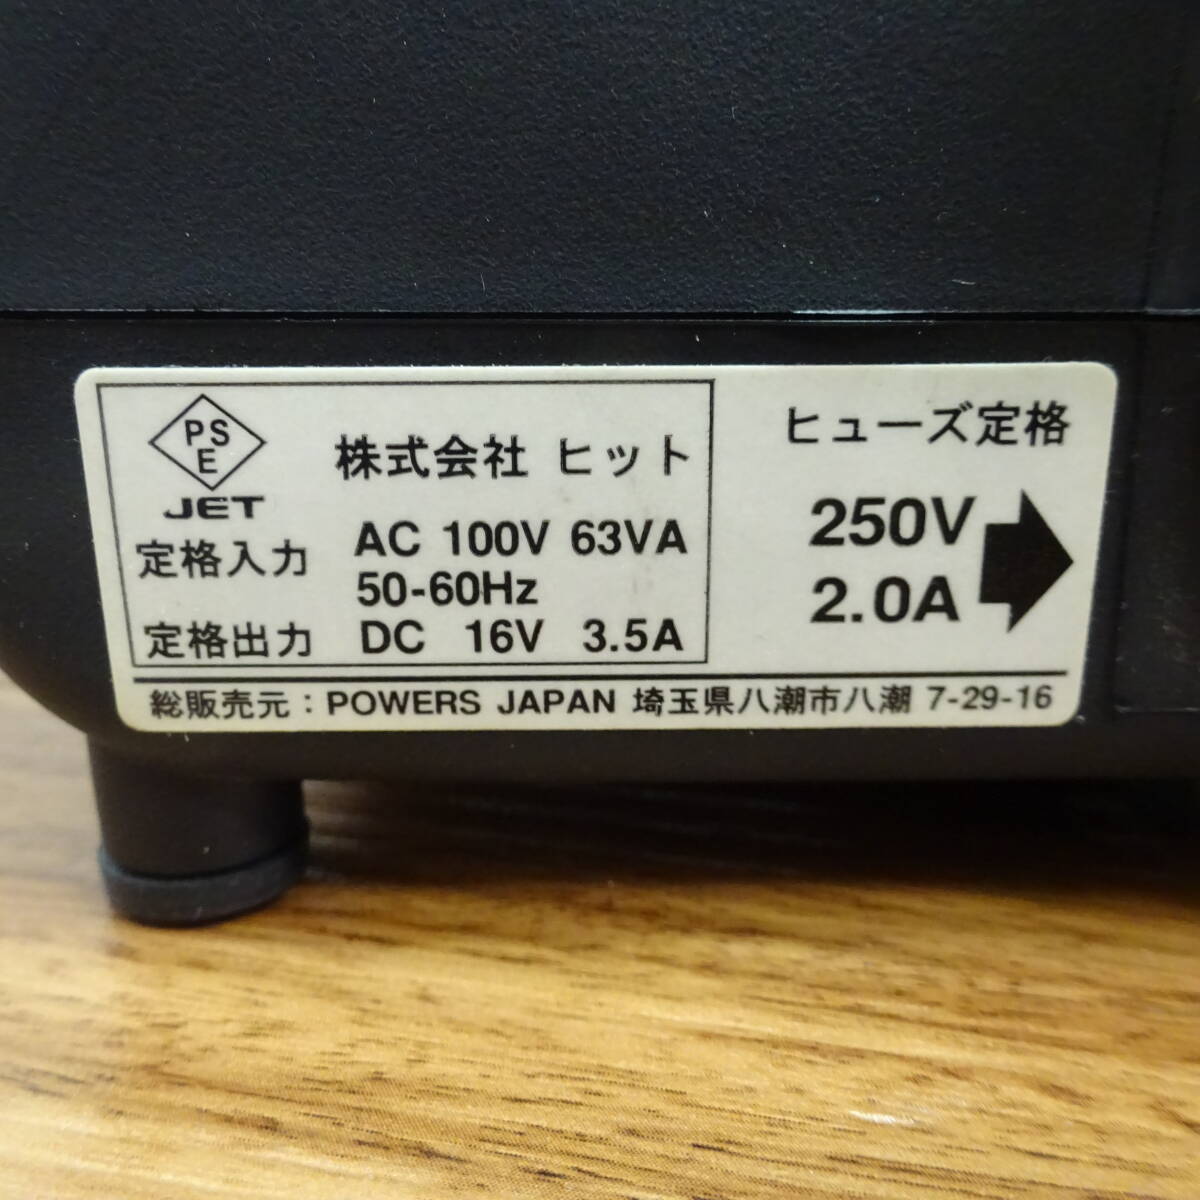 PS
E
JET
株式会社 ヒット
定格入力 AC 100V 63VA
50-60Hz
定格出力 DC 16V 3.5A
ヒューズ定格
250V
2.0A
総販売元：POWERS JAPAN 埼玉県八潮市八潮 7-29-16